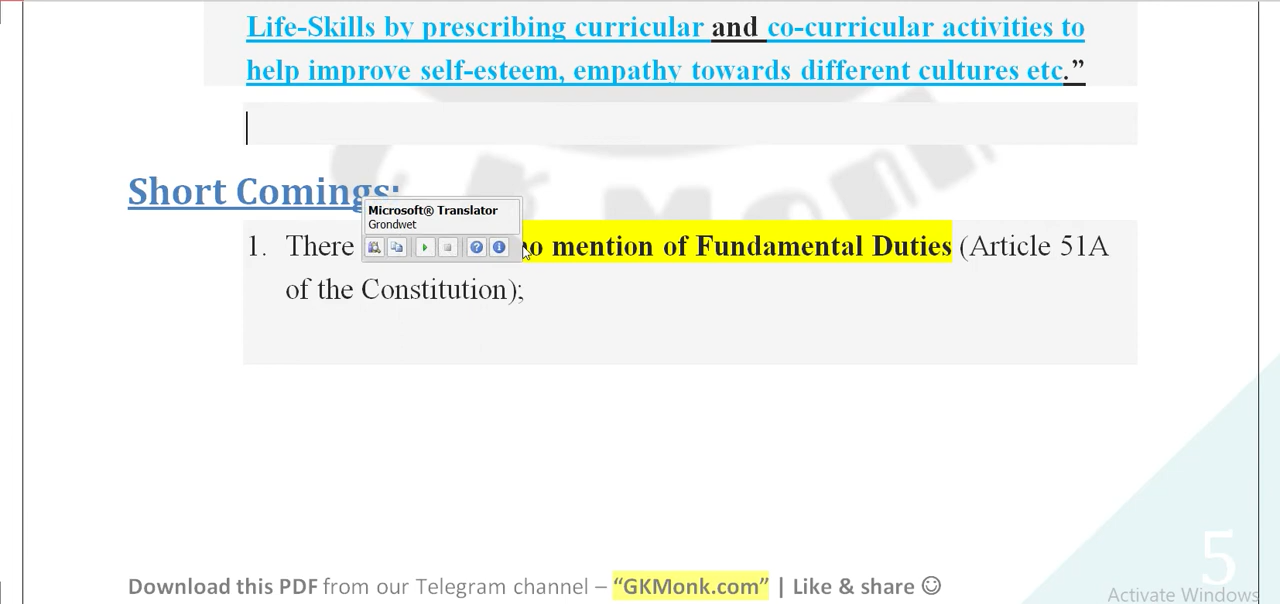 Life-Skills by prescribing curricular and co-curricular activities to
help improve self-esteem, empathy towards different cultures etc.”
Short Comings:
Microsoft® Translator
Grondwet
1. There no mention of Fundamental Duties (Article 51A
of the Constitution);
5
Download this PDF from our Telegram channel – “GKMonk.com” | Like & share ☺
Activate Windows